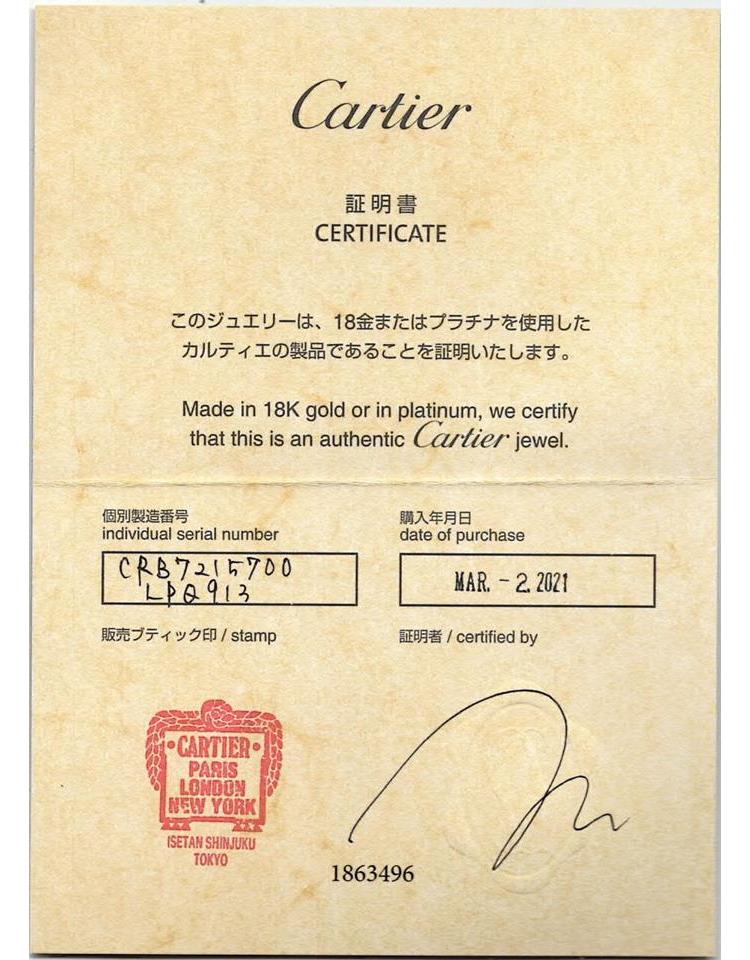 Cartier
証明書
CERTIFICATE
このジュエリーは、18金またはプラチナを使用した
カルティエの製品であることを証明いたします。
Made in 18K gold or in platinum, we certify
that this is an authentic Cartier jewel.
個別製造番号
individual serial number
CRB7215700
LPQ913
購入年月日
date of purchase
MAR. - 2. 2021
販売ブティック印 / stamp
証明者 / certified by
•CARTIER•
PARIS
LONDON
NEW YORK
ISETAN SHINJUKU
TOKYO
1863496